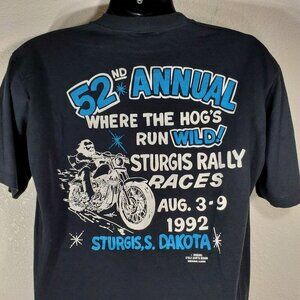 52ND ANNUAL
WHERE THE HOG'S
RUN WILD!
STURGIS RALLY
RACES
AUG. 3-9
1992
STURGIS, S. DAKOTA